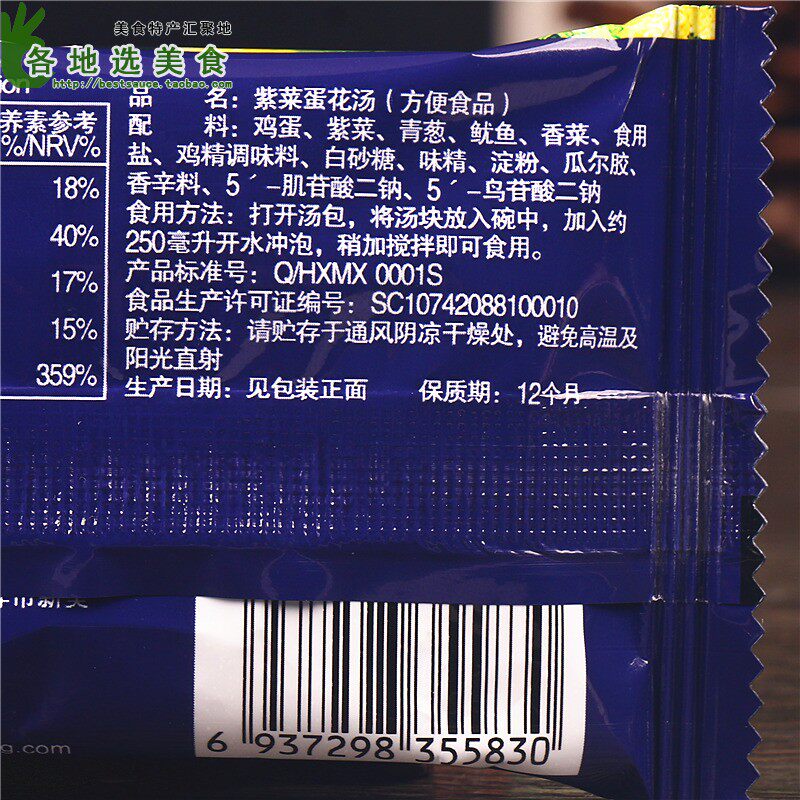 美食特产汇聚地
各地选美食
http://bestsauce.taobao.com
ion
养素参考
%/NRV%
18%
40%
17%
15%
359%
品 名：紫菜蛋花汤（方便食品）
配 料：鸡蛋、紫菜、青葱、鱿鱼、香菜、食用
盐、鸡精调味料、白砂糖、味精、淀粉、瓜尔胶、
香辛料、5´-肌苷酸二钠、5´-鸟苷酸二钠
食用方法：打开汤包，将汤块放入碗中，加入约
250毫升开水冲泡，稍加搅拌即可食用。
产品标准号：Q/HXMX 0001S
食品生产许可证编号：SC10742088100010
贮存方法：请贮存于通风阴凉干燥处，避免高温及
阳光直射
生产日期：见包装正面 保质期：12个月
市新美
g.com
6 937298 355830